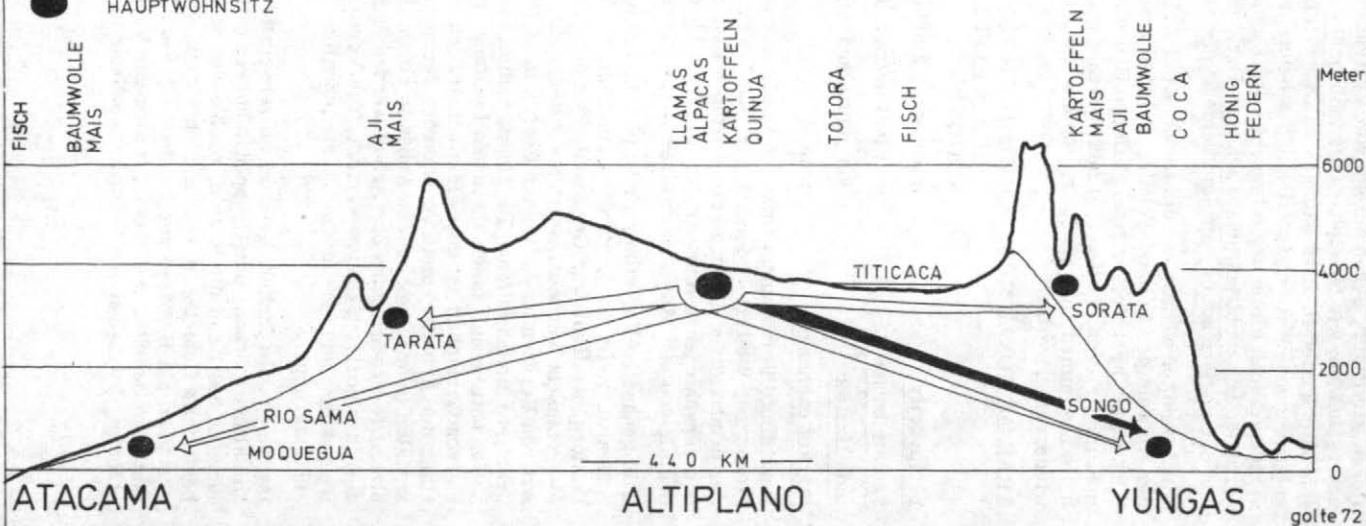 HAUPTWOHNSITZ
FISCH
BAUMWOLLE
MAIS
AJI
MAIS
LLAMAS
ALPACAS
KARTOFFELN
QUINUA
TOTORA
FISCH
KARTOFFELN
MAIS
AJI
BAUMWOLLE
COCA
HONIG
FEDERN
Meter
6000
4000
2000
0
TITICACA
TARATA
SORATA
RIO SAMA
SONGO
MOQUEGUA
440 KM
ATACAMA
ALTIPLANO
YUNGAS
golte 72